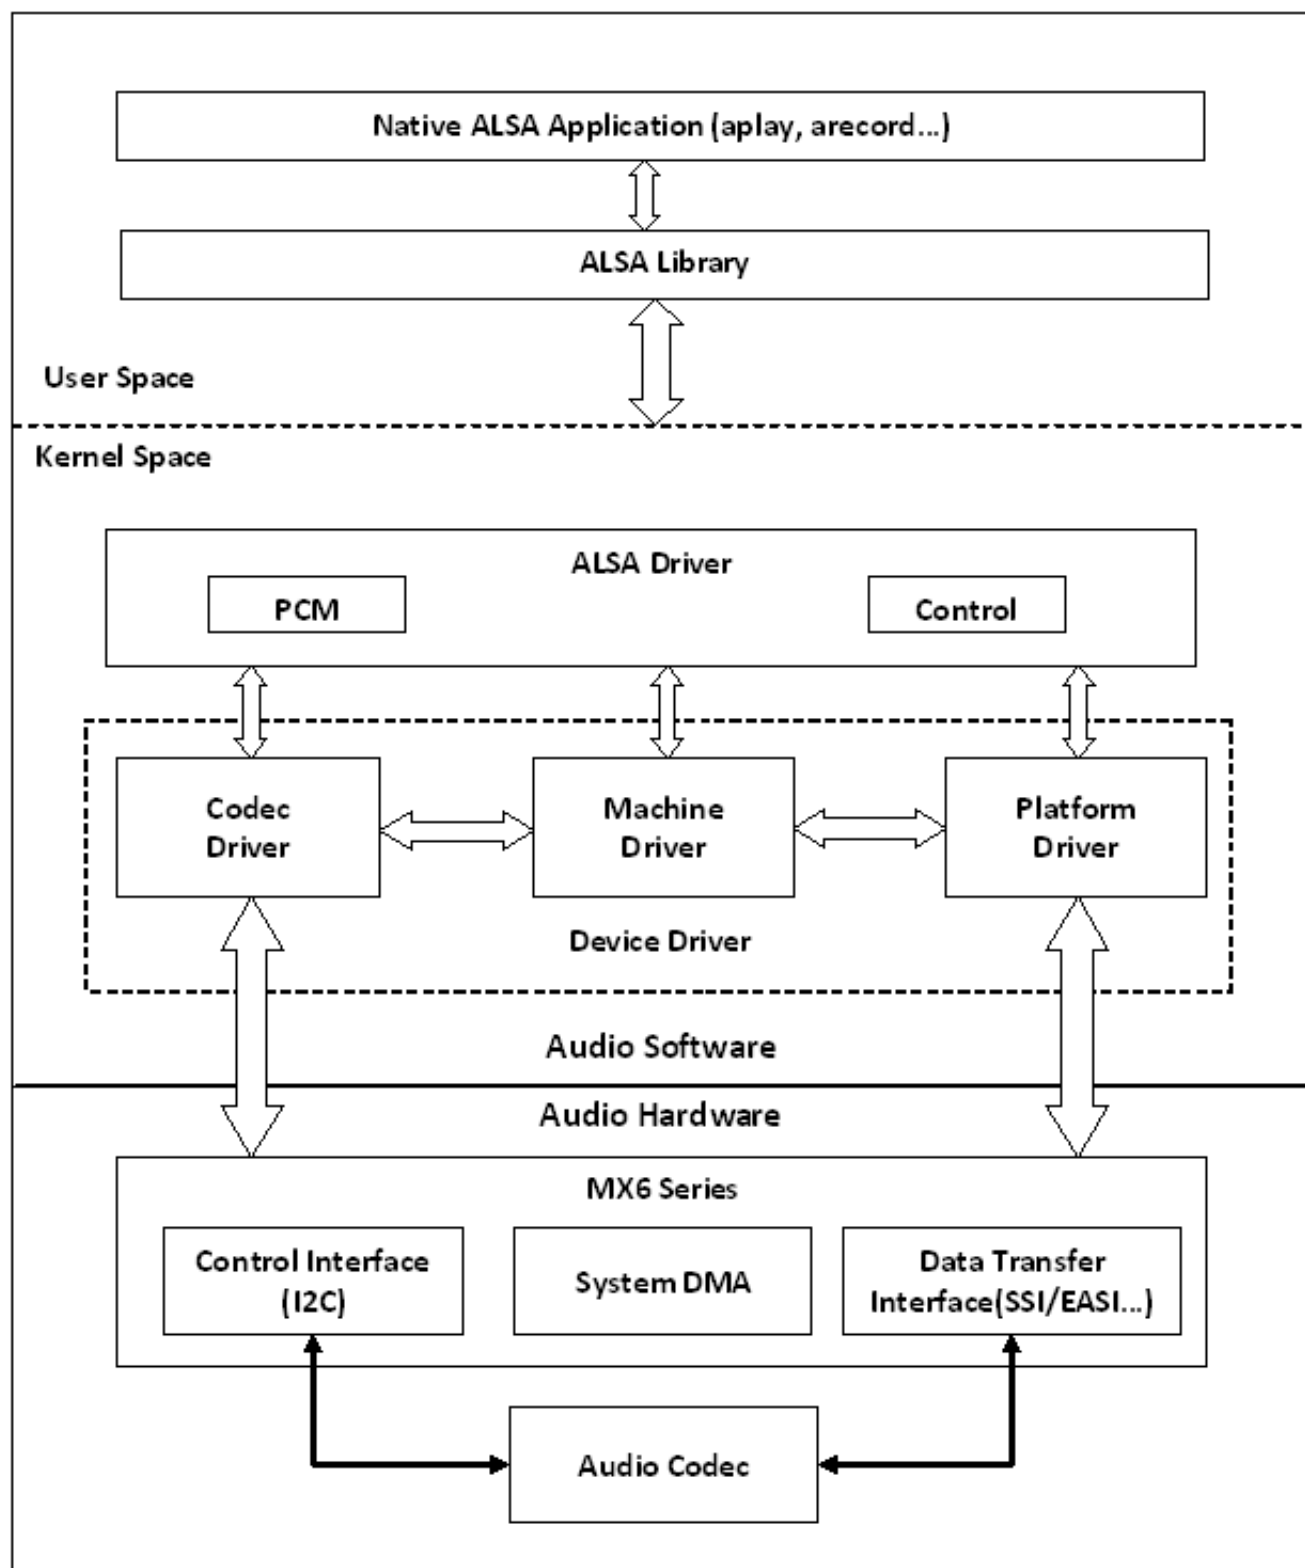 Native ALSA Application (aplay, arecord...)
ALSA Library
User Space
Kernel Space
ALSA Driver
PCM
Control
Codec
Driver
Machine
Driver
Platform
Driver
Device Driver
Audio Software
Audio Hardware
MX6 Series
Control Interface
(I2C)
System DMA
Data Transfer
Interface(SSI/EASI...)
Audio Codec